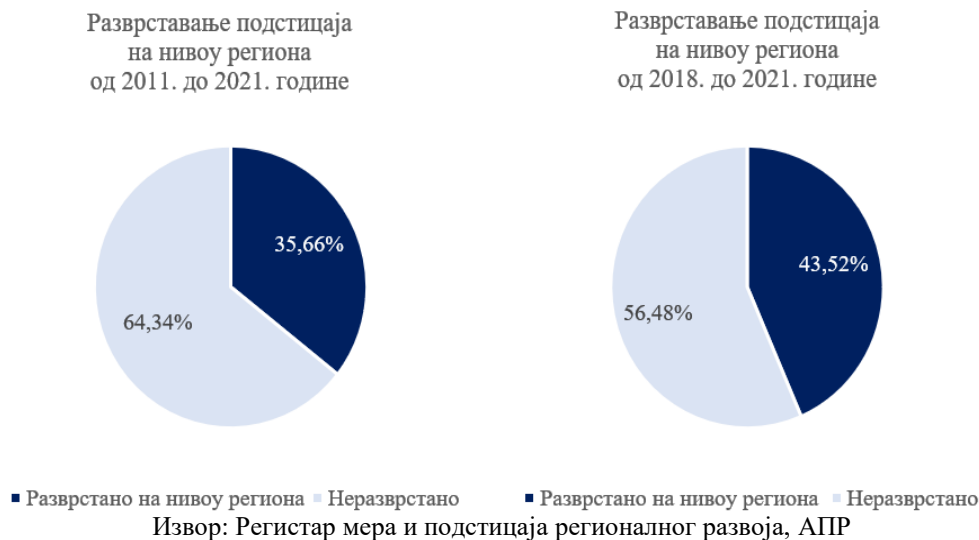 Разврставање подстицаја
на нивоу региона
од 2011. до 2021. године
35,66%
64,34%
Разврстано на нивоу региона
Неразврстано
Разврставање подстицаја
на нивоу региона
од 2018. до 2021. године
43,52%
56,48%
Разврстано на нивоу региона
Неразврстано
Извор: Регистар мера и подстицаја регионалног развоја, АПР